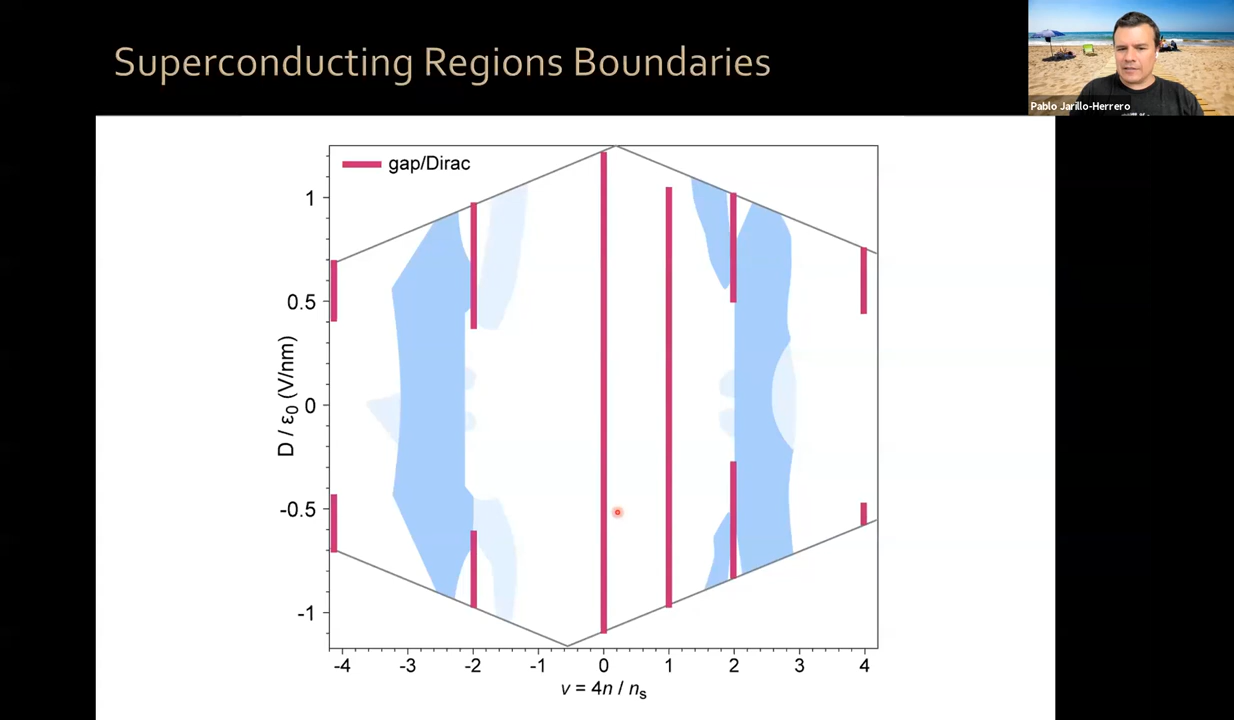 Superconducting Regions Boundaries
Pablo Jarillo-Herrero
gap/Dirac
1
0.5
0
-0.5
-1
D / ε0 (V/nm)
-4 -3 -2 -1 0 1 2 3 4
ν = 4n / ns